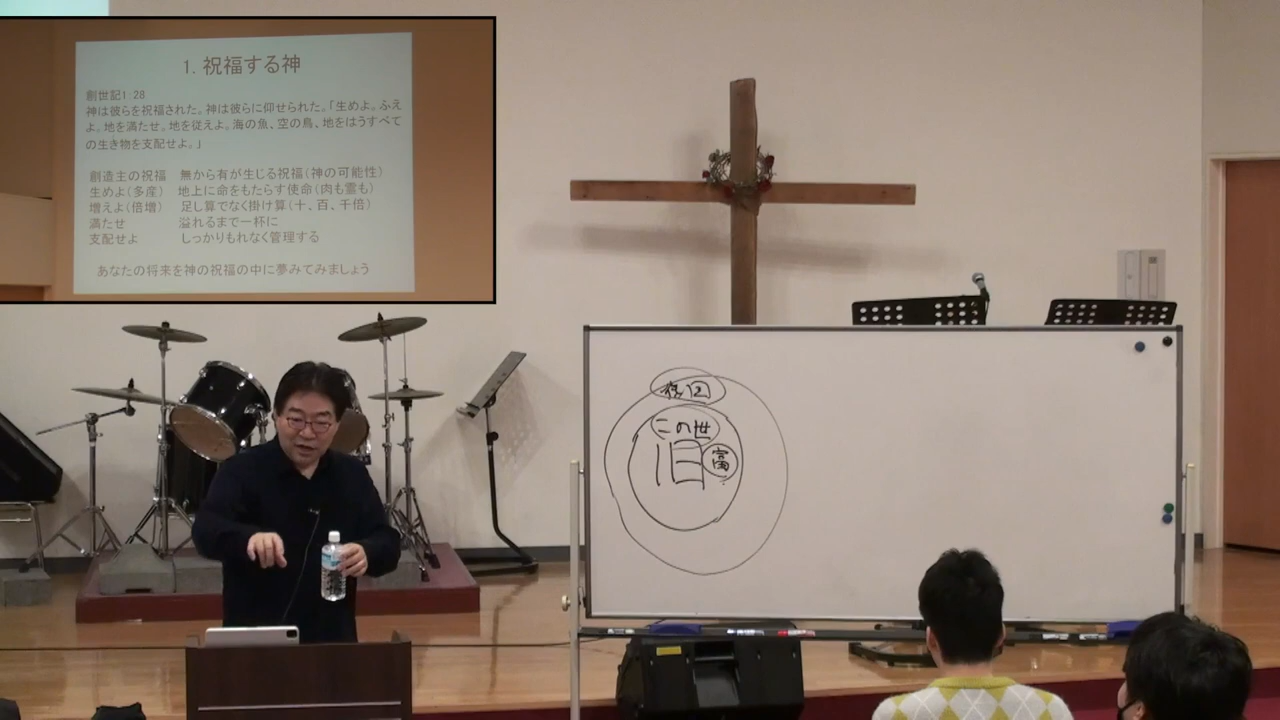 1. 祝福する神
創世記1:28
神は彼らを祝福された。神は彼らに仰せられた。「生めよ。ふえ
よ。地を満たせ。地を従えよ。海の魚、空の鳥、地をはうすべて
の生き物を支配せよ。」
創造主の祝福 無から有が生じる祝福(神の可能性)
生めよ(多産) 地上に命をもたらす使命(肉も霊も)
増えよ(倍増) 足し算でなく掛け算(十、百、千倍)
満たせ 溢れるまで一杯に
支配せよ しっかりもれなく管理する
あなたの将来を神の祝福の中に夢みてみましょう
この世
旧
富